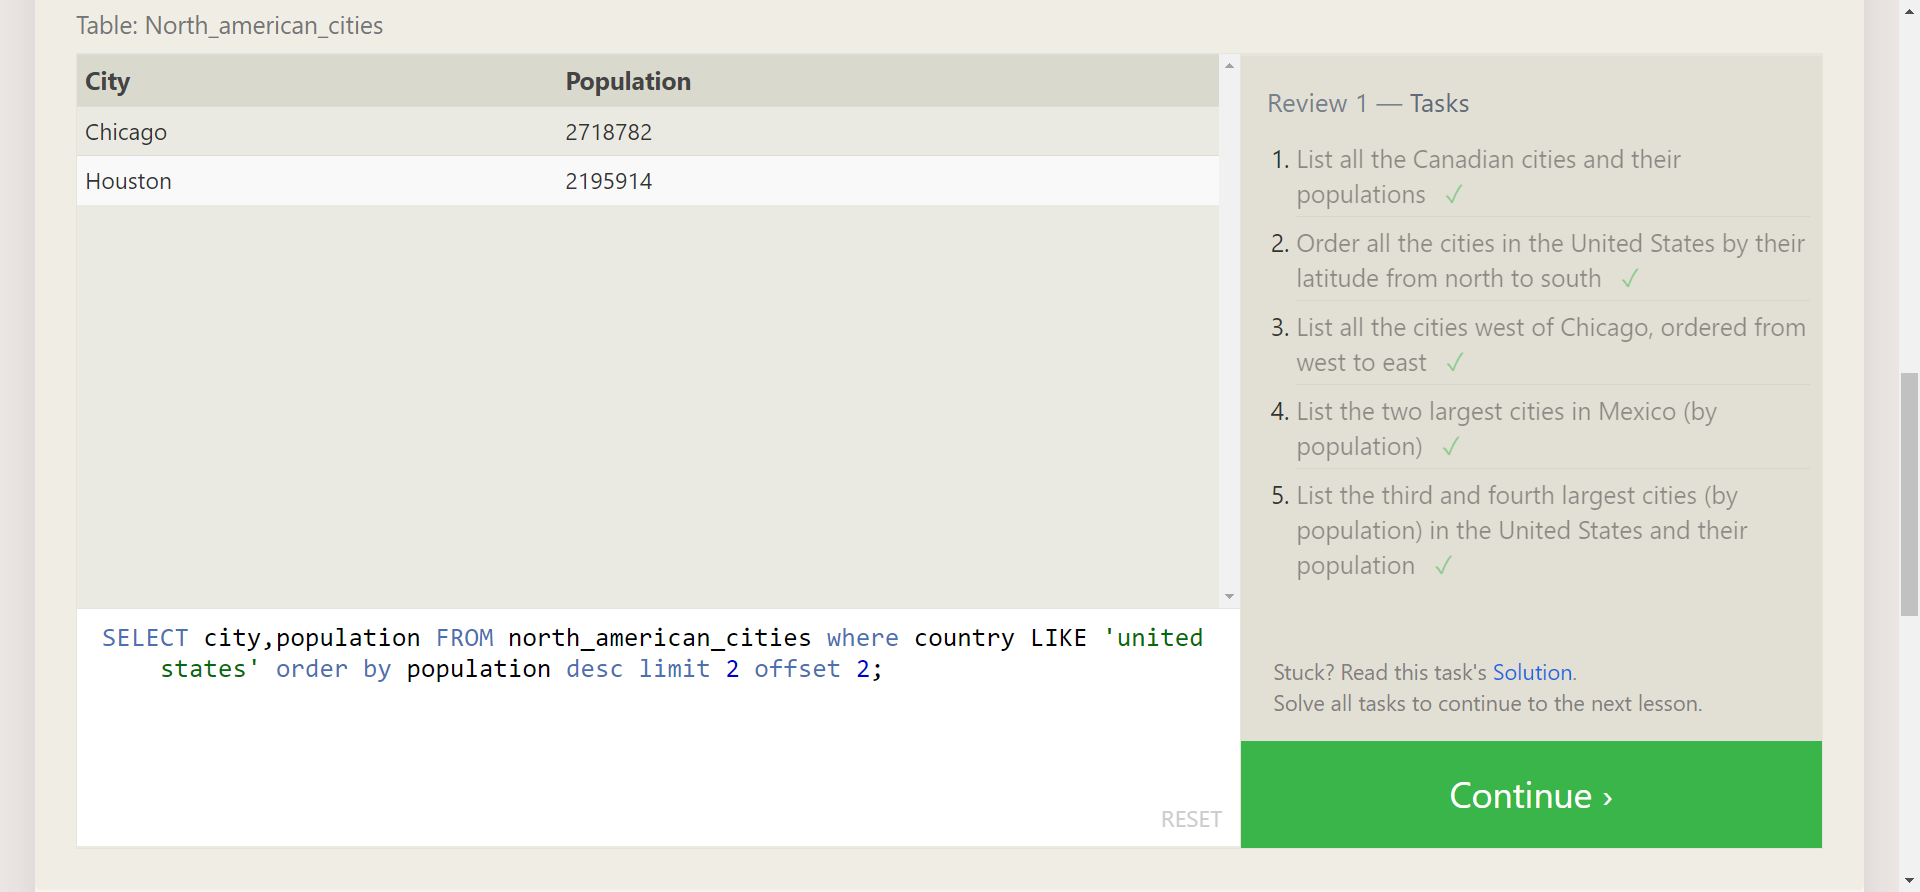 Table: North_american_cities
City Population
Chicago 2718782
Houston 2195914
SELECT city,population FROM north_american_cities where country LIKE 'united
states' order by population desc limit 2 offset 2;
RESET
Review 1 — Tasks
1. List all the Canadian cities and their
populations ✓
2. Order all the cities in the United States by their
latitude from north to south ✓
3. List all the cities west of Chicago, ordered from
west to east ✓
4. List the two largest cities in Mexico (by
population) ✓
5. List the third and fourth largest cities (by
population) in the United States and their
population ✓
Stuck? Read this task's Solution.
Solve all tasks to continue to the next lesson.
Continue ›